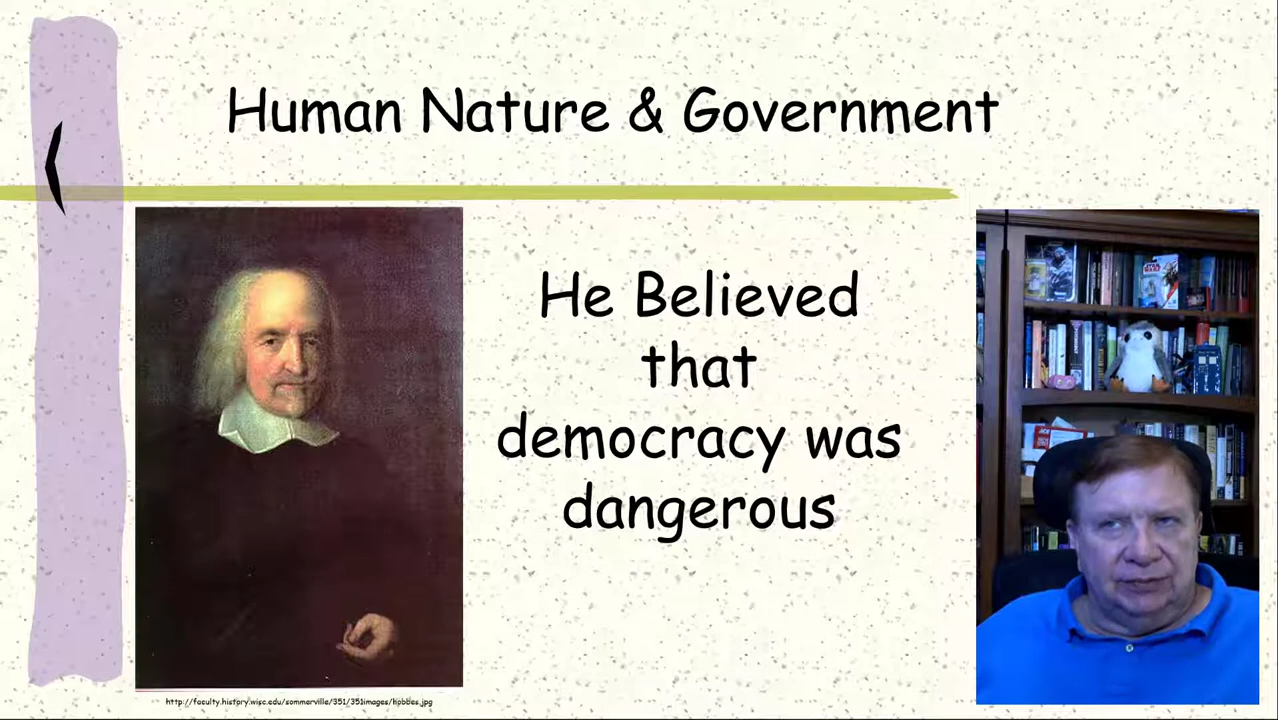 Human Nature & Government
He Believed
that
democracy was
dangerous
http://faculty.history.wisc.edu/sommerville/351/351images/hobbes.jpg